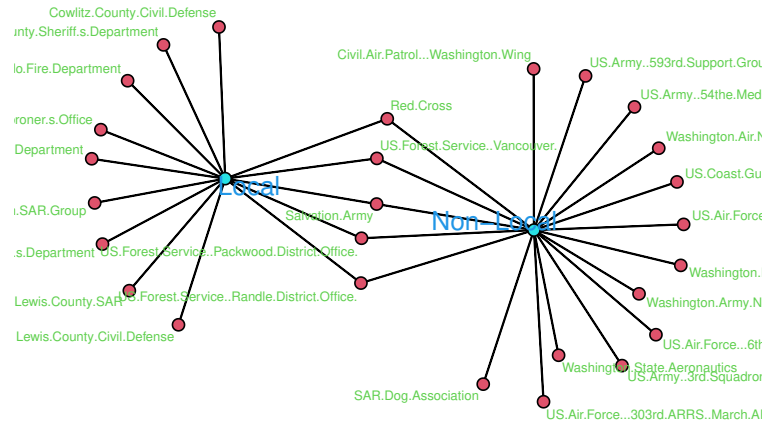 Cowlitz.County.Civil.Defense
unty.Sheriff.s.Department
lo.Fire.Department
roner.s.Office
Department
.SAR.Group
s.Department
Lewis.County.SAR
Lewis.County.Civil.Defense
Local
Red.Cross
US.Forest.Service..Vancouver.
Salvation.Army
US.Forest.Service..Packwood.District.Office.
US.Forest.Service..Randle.District.Office.
Non-Local
Civil.Air.Patrol...Washington.Wing
US.Army..593rd.Support.Grou
US.Army..54the.Med
Washington.Air.N
US.Coast.Gu
US.Air.Force
Washington.
Washington.Army.N
US.Air.Force...6th
Washington.State.Aeronautics
US.Army..3rd.Squadron
SAR.Dog.Association
US.Air.Force...303rd.ARRS..March.A